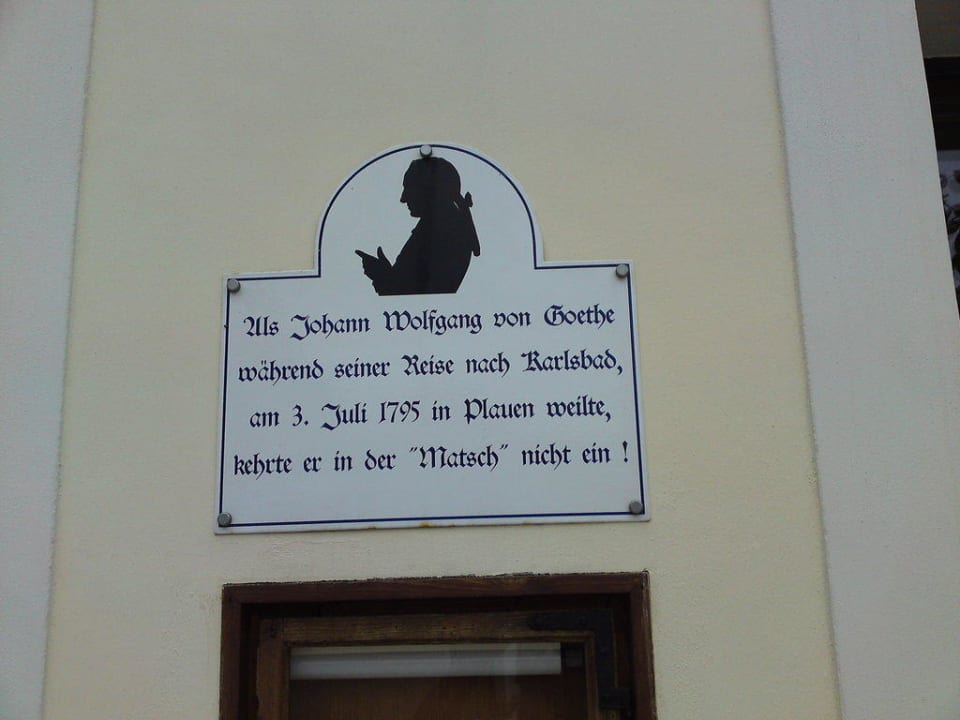 Als Johann Wolfgang von Goethe
während seiner Reise nach Karlsbad,
am 3. Juli 1795 in Plauen weilte,
kehrte er in der "Matsch" nicht ein !